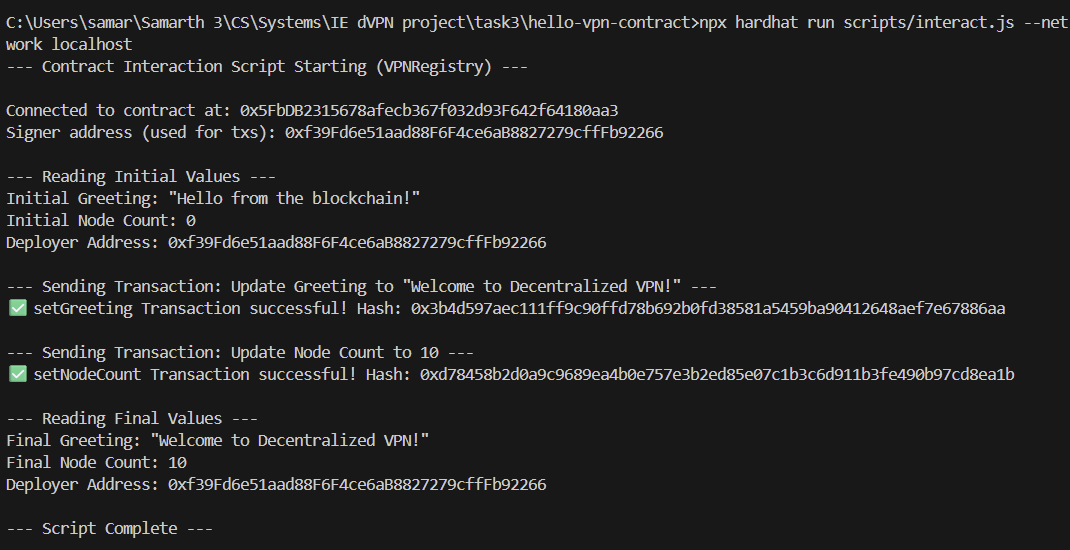 C:\Users\samar\Samarth 3\CS\Systems\IE dVPN project\task3\hello-vpn-contract>npx hardhat run scripts/interact.js --net
work localhost
--- Contract Interaction Script Starting (VPNRegistry) ---
Connected to contract at: 0x5FbDB2315678afecb367f032d93F642f64180aa3
Signer address (used for txs): 0xf39Fd6e51aad88F6F4ce6aB8827279cffFb92266
--- Reading Initial Values ---
Initial Greeting: "Hello from the blockchain!"
Initial Node Count: 0
Deployer Address: 0xf39Fd6e51aad88F6F4ce6aB8827279cffFb92266
--- Sending Transaction: Update Greeting to "Welcome to Decentralized VPN!" ---
✅ setGreeting Transaction successful! Hash: 0x3b4d597aec111ff9c90ffd78b692b0fd38581a5459ba90412648aef7e67886aa
--- Sending Transaction: Update Node Count to 10 ---
✅ setNodeCount Transaction successful! Hash: 0xd78458b2d0a9c9689ea4b0e757e3b2ed85e07c1b3c6d911b3fe490b97cd8ea1b
--- Reading Final Values ---
Final Greeting: "Welcome to Decentralized VPN!"
Final Node Count: 10
Deployer Address: 0xf39Fd6e51aad88F6F4ce6aB8827279cffFb92266
--- Script Complete ---